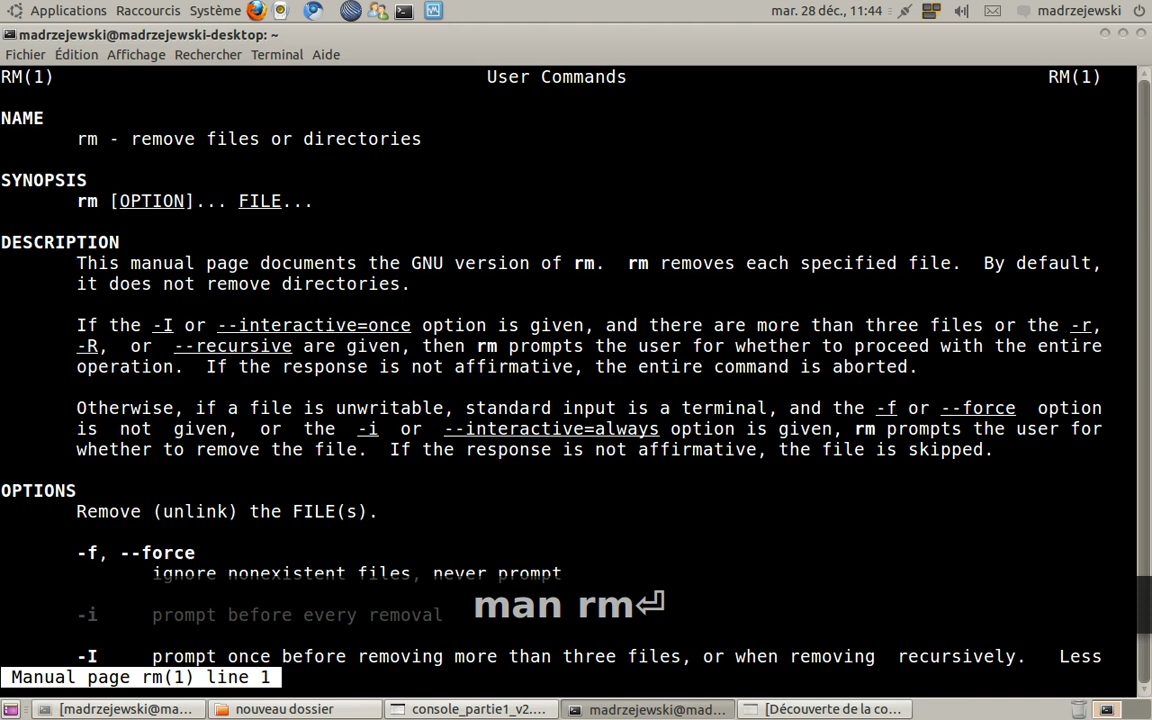 Applications Raccourcis Système mar. 28 déc., 11:44 madrzejewski
madrzejewski@madrzejewski-desktop: ~
Fichier Édition Affichage Rechercher Terminal Aide
RM(1) User Commands RM(1)
NAME
rm - remove files or directories
SYNOPSIS
rm [OPTION]... FILE...
DESCRIPTION
This manual page documents the GNU version of rm. rm removes each specified file. By default,
it does not remove directories.
If the -I or --interactive=once option is given, and there are more than three files or the -r,
-R, or --recursive are given, then rm prompts the user for whether to proceed with the entire
operation. If the response is not affirmative, the entire command is aborted.
Otherwise, if a file is unwritable, standard input is a terminal, and the -f or --force option
is not given, or the -i or --interactive=always option is given, rm prompts the user for
whether to remove the file. If the response is not affirmative, the file is skipped.
OPTIONS
Remove (unlink) the FILE(s).
-f, --force
ignore nonexistent files, never prompt
-i prompt before every removal
man rm⏎
-I prompt once before removing more than three files, or when removing recursively. Less
Manual page rm(1) line 1
[madrzejewski@ma... nouveau dossier console_partie1_v2.... madrzejewski@mad... [Découverte de la co...